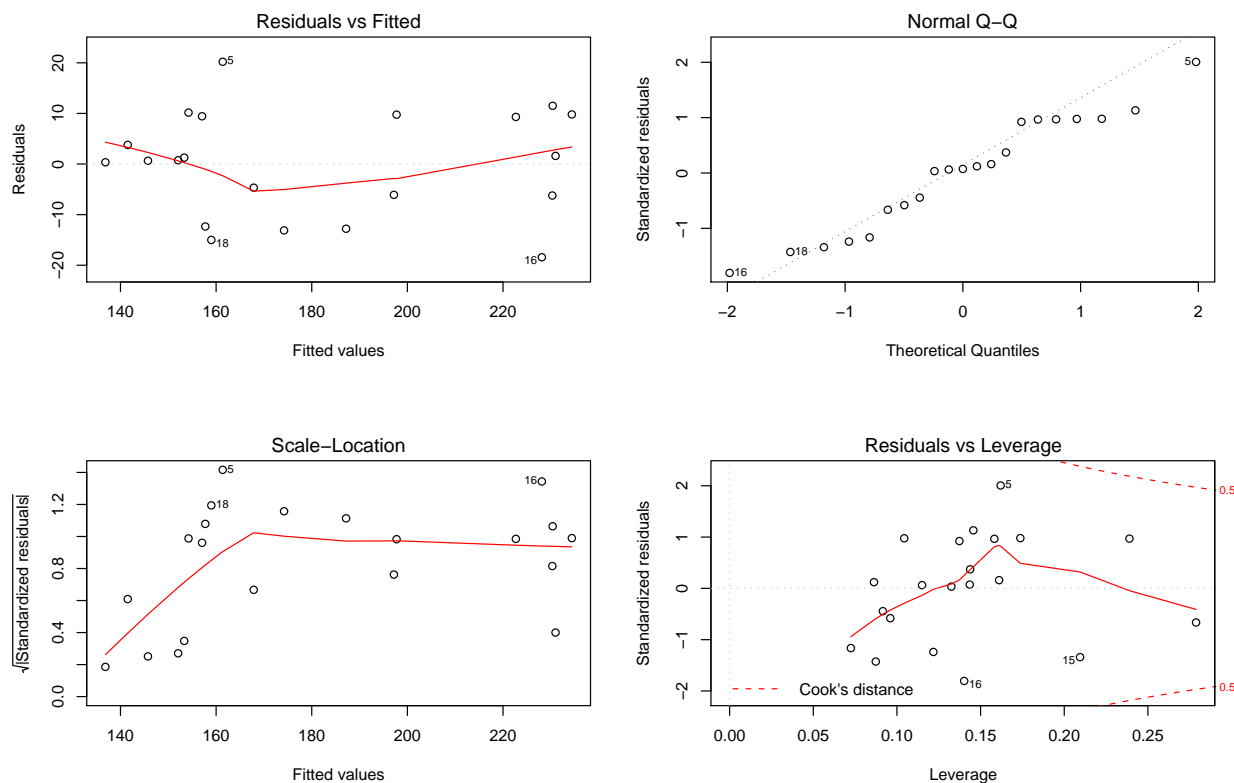 Residuals vs Fitted
Residuals
20
10
0
−10
−20
5
18
16
140 160 180 200 220
Fitted values
Normal Q−Q
Standardized residuals
2
1
0
−1
5
18
16
−2 −1 0 1 2
Theoretical Quantiles
Scale−Location
√|Standardized residuals|
1.2
0.8
0.4
0.0
5
18
16
140 160 180 200 220
Fitted values
Residuals vs Leverage
Standardized residuals
2
1
0
−1
−2
5
15
16
0.5
0.5
Cook's distance
0.00 0.05 0.10 0.15 0.20 0.25
Leverage